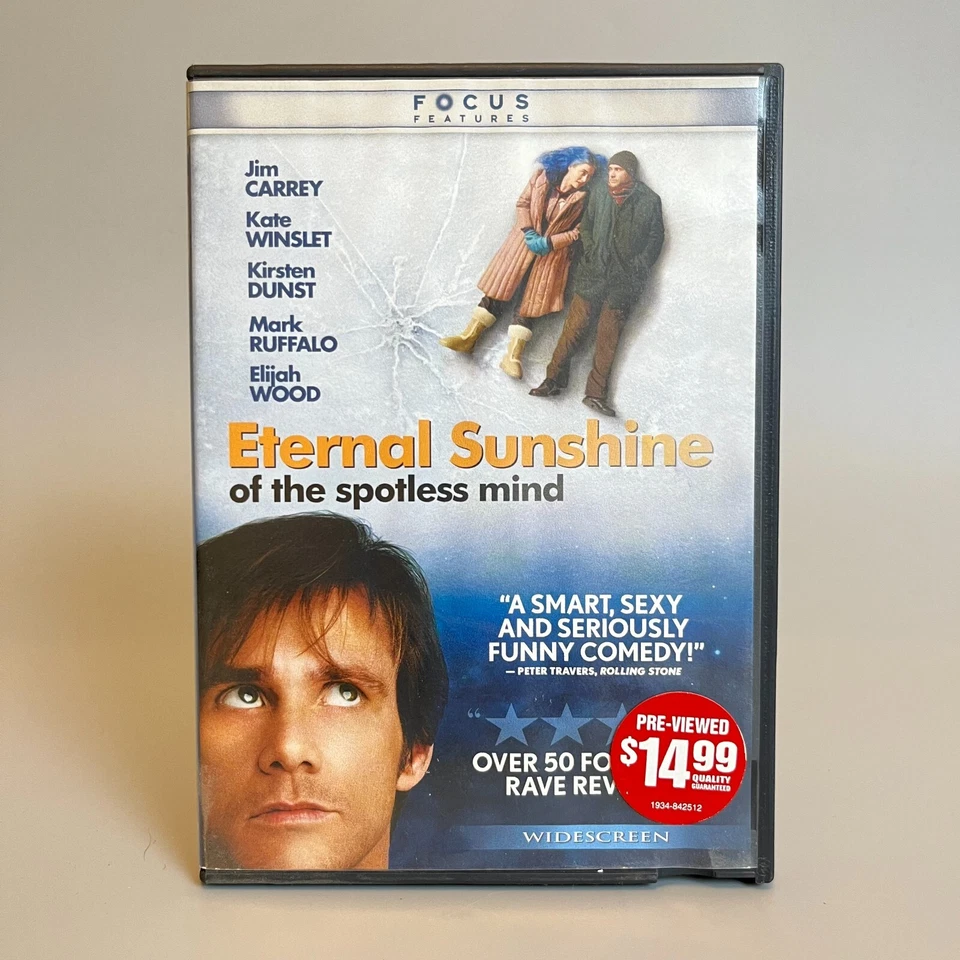 FOCUS
FEATURES
Jim
CARREY
Kate
WINSLET
Kirsten
DUNST
Mark
RUFFALO
Elijah
WOOD
Eternal Sunshine
of the spotless mind
“A SMART, SEXY
AND SERIOUSLY
FUNNY COMEDY!”
— PETER TRAVERS, ROLLING STONE
“★★★
OVER 50 FO
RAVE REV
PRE-VIEWED
$14.99
QUALITY
GUARANTEED
1934-842512
WIDESCREEN